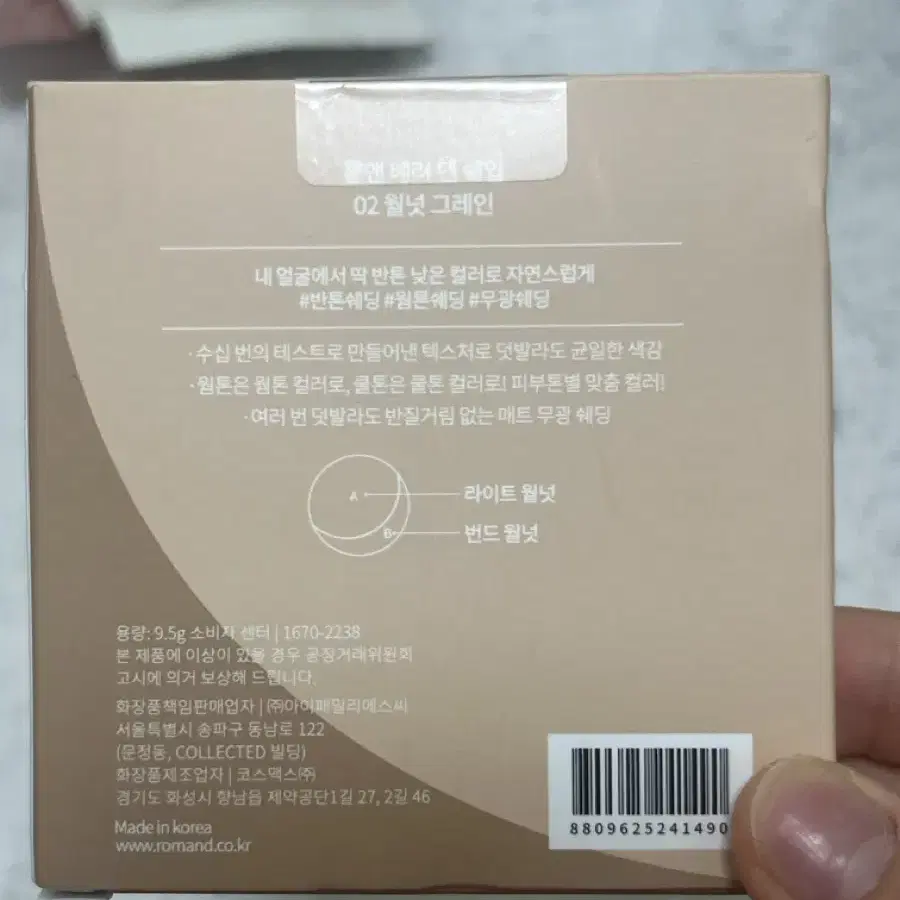 02 월넛 그레인
내 얼굴에서 딱 반톤 낮은 컬러로 자연스럽게
#반톤쉐딩 #웜톤쉐딩 #무광쉐딩
· 수십 번의 테스트로 만들어낸 텍스처로 덧발라도 균일한 색감
· 웜톤은 웜톤 컬러로, 쿨톤은 쿨톤 컬러로! 피부톤별 맞춤 컬러!
· 여러 번 덧발라도 반질거림 없는 매트 무광 쉐딩
A 라이트 월넛
B 번드 월넛
용량: 9.5g 소비자 센터 | 1670-2238
본 제품에 이상이 있을 경우 공정거래위원회
고시에 의거 보상해 드립니다.
화장품책임판매업자 | ㈜아이패밀리에스씨
서울특별시 송파구 동남로 122
(문정동, COLLECTED 빌딩)
화장품제조업자 | 코스맥스㈜
경기도 화성시 향남읍 제약공단1길 27, 2길 46
Made in korea
www.romand.co.kr
8809625241490